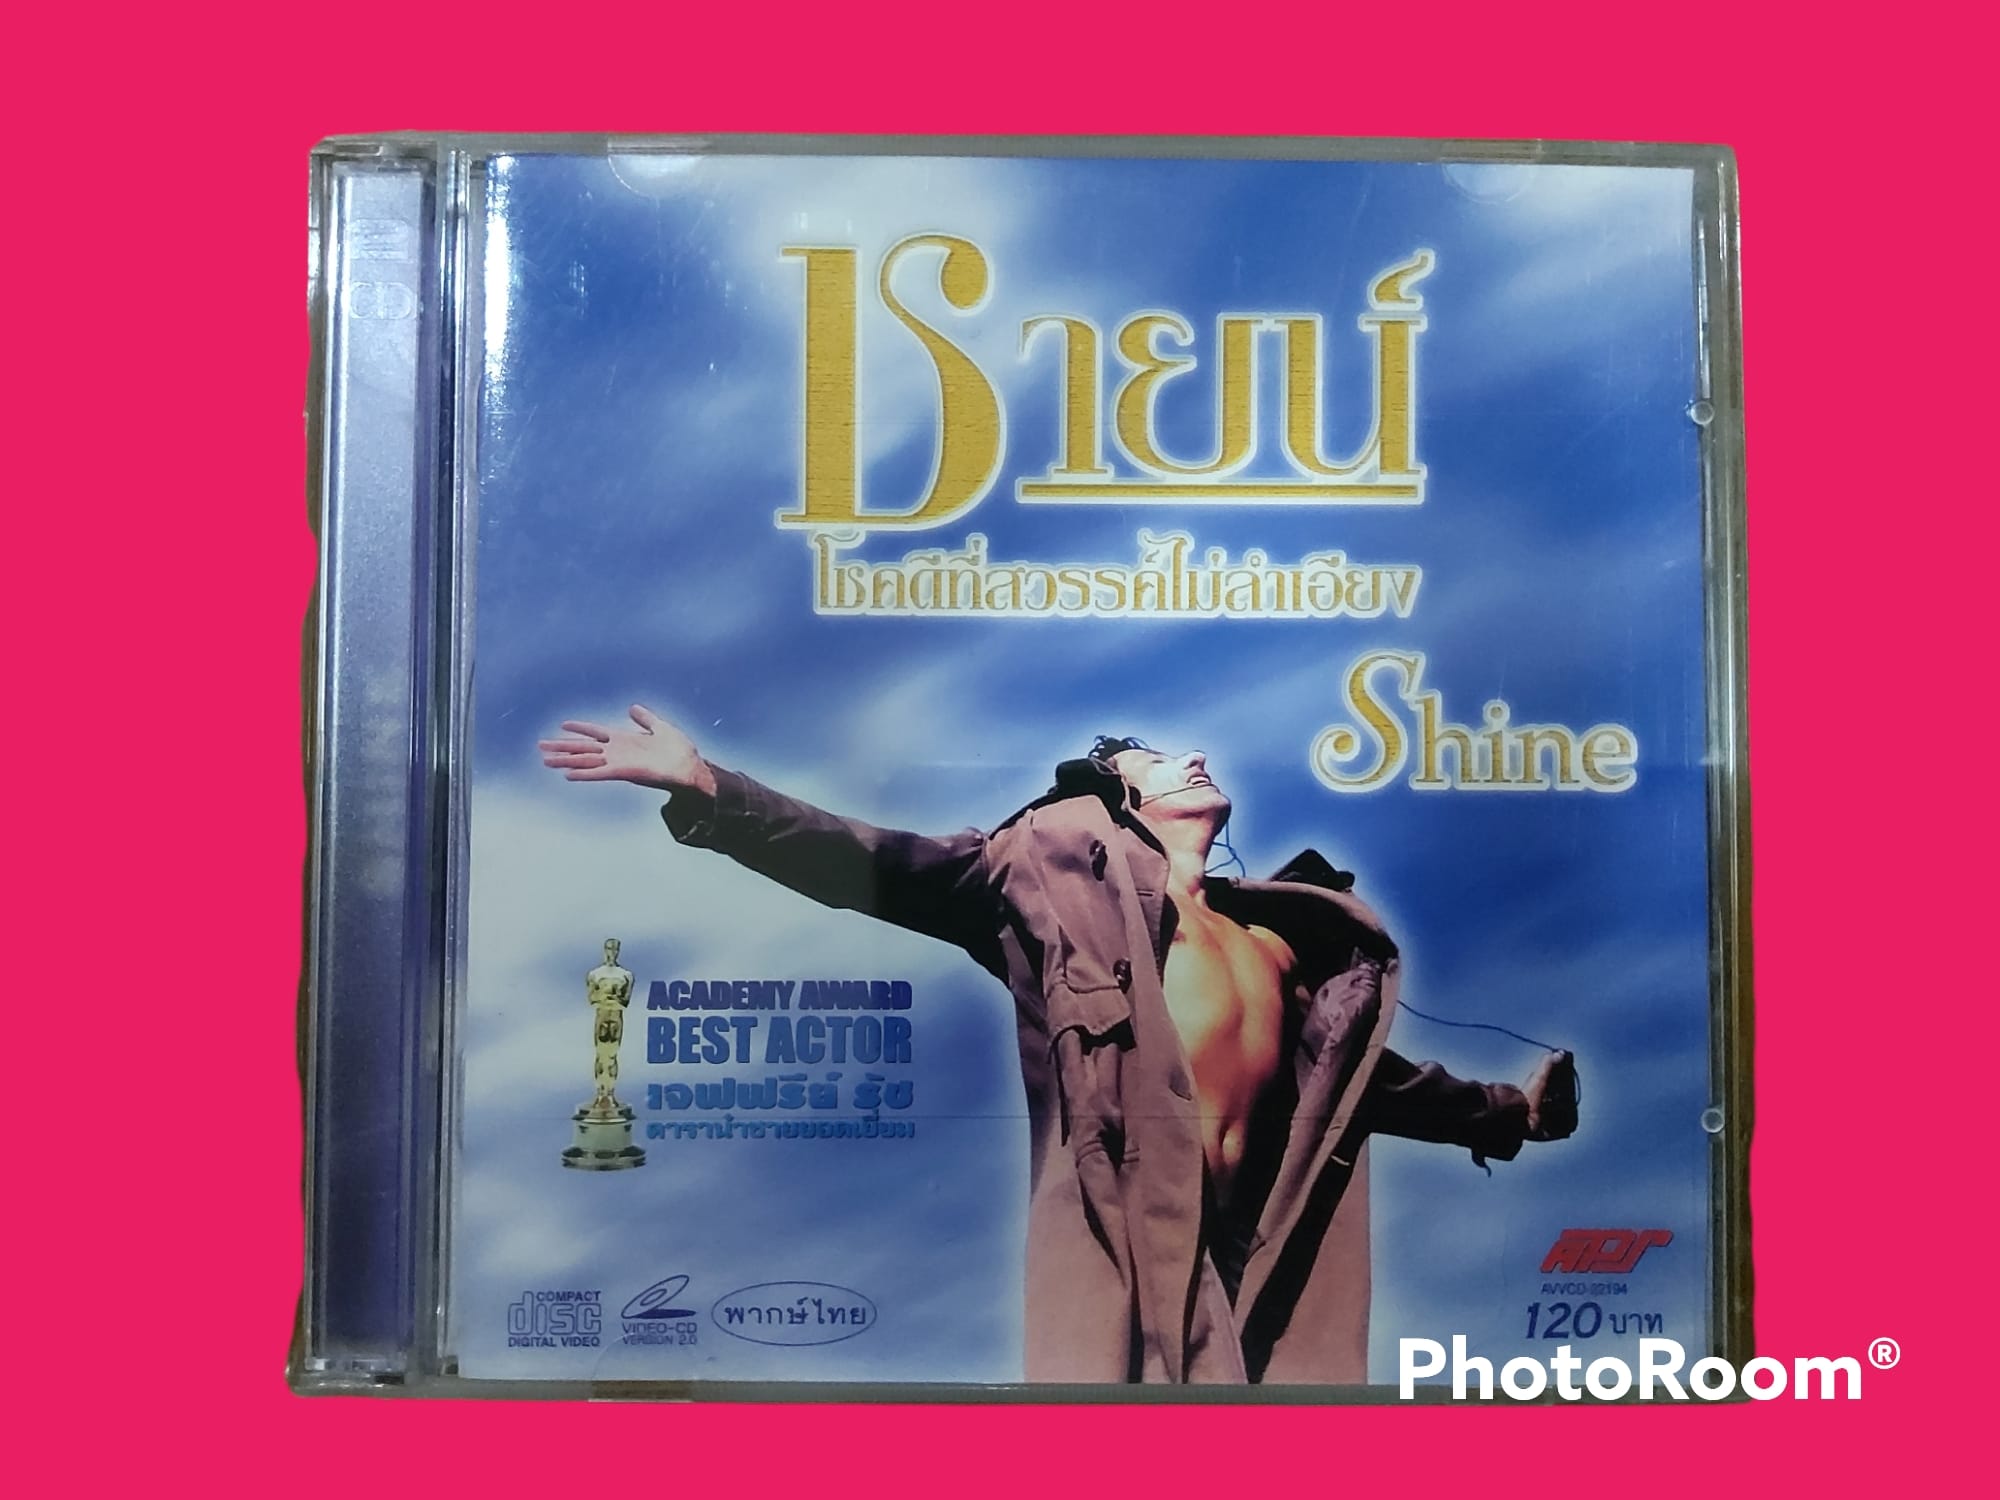 ชายน์
โชคดีที่สวรรค์ไม่ลำเอียง
Shine
ACADEMY AWARD
BEST ACTOR
เจฟฟรีย์ รัช
ดารานำชายยอดเยี่ยม
COMPACT
disc
DIGITAL VIDEO
VIDEO-CD
VERSION 2.0
พากษ์ไทย
APS
AVVCD-92194
120 บาท
PhotoRoom®